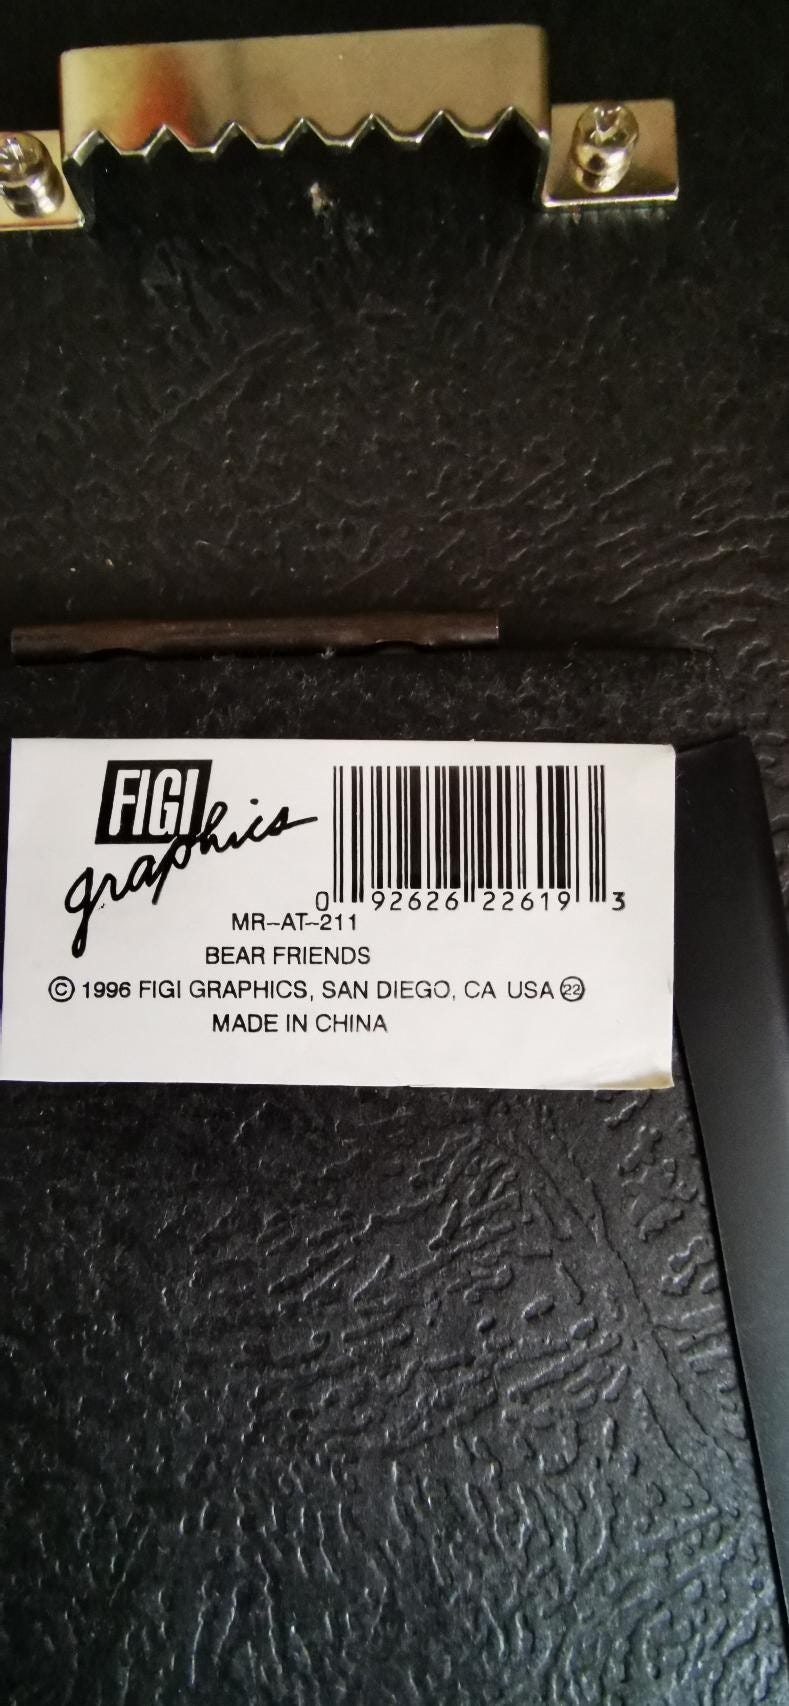 FIGI
graphics
0 92626 22619 3
MR-AT-211
BEAR FRIENDS
© 1996 FIGI GRAPHICS, SAN DIEGO, CA USA ㉒
MADE IN CHINA